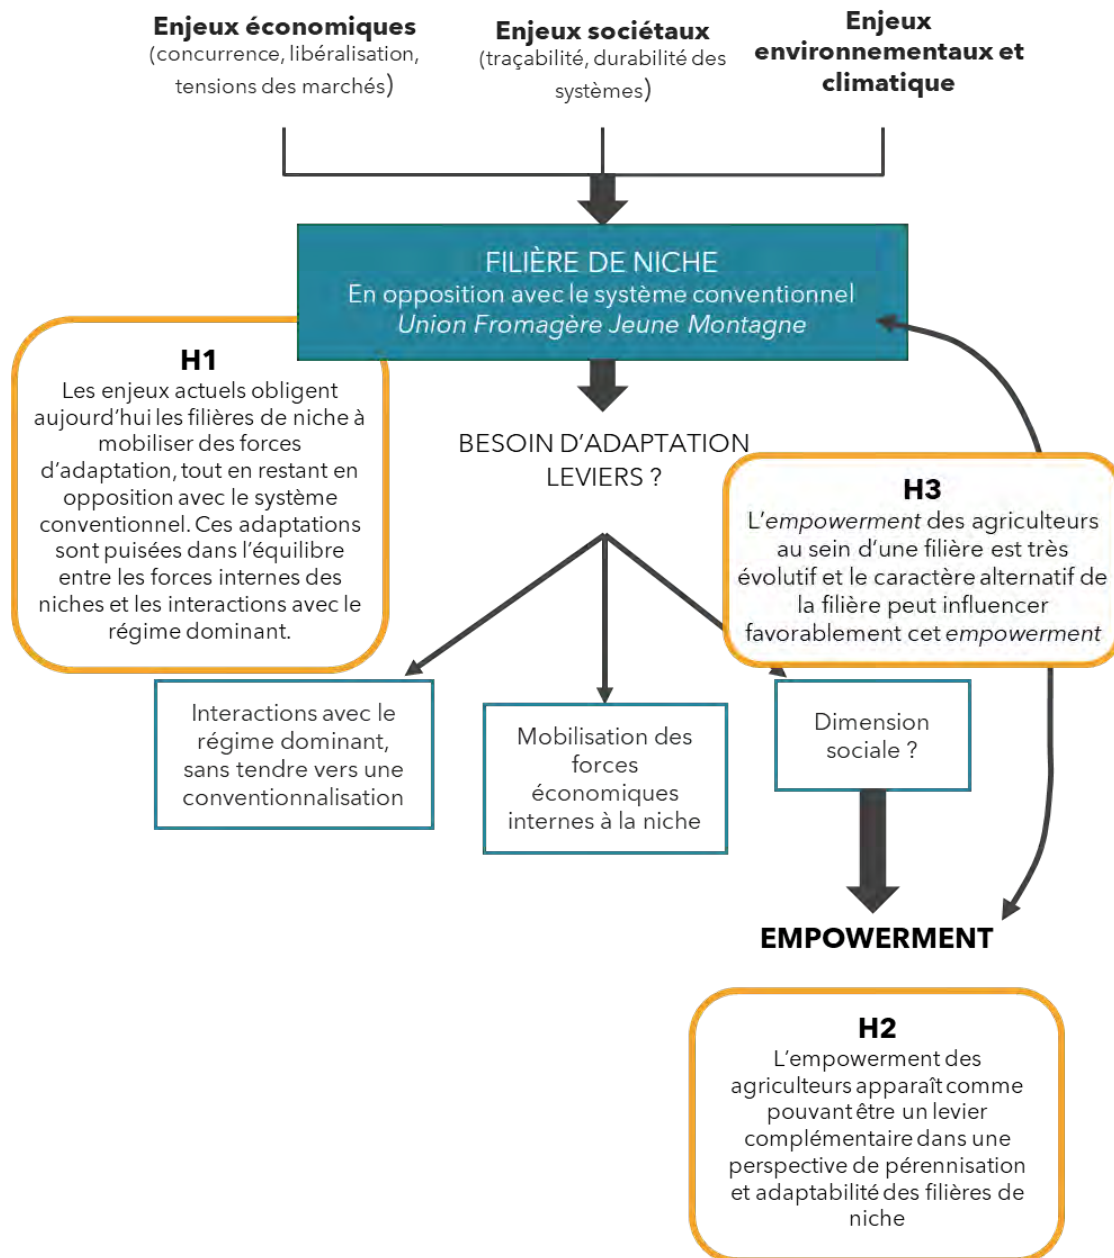 Enjeux économiques
(concurrence, libéralisation,
tensions des marchés)
Enjeux sociétaux
(traçabilité, durabilité des
systèmes)
Enjeux
environnementaux et
climatique
FILIÈRE DE NICHE
En opposition avec le système conventionnel
Union Fromagère Jeune Montagne
H1
Les enjeux actuels obligent
aujourd'hui les filières de niche à
mobiliser des forces
d'adaptation, tout en restant en
opposition avec le système
conventionnel. Ces adaptations
sont puisées dans l'équilibre
entre les forces internes des
niches et les interactions avec le
régime dominant.
BESOIN D'ADAPTATION
LEVIERS ?
H3
L'empowerment des agriculteurs
au sein d'une filière est très
évolutif et le caractère alternatif de
la filière peut influencer
favorablement cet empowerment
Interactions avec le
régime dominant,
sans tendre vers une
conventionnalisation
Mobilisation des
forces
économiques
internes à la niche
Dimension
sociale ?
EMPOWERMENT
H2
L'empowerment des
agriculteurs apparaît comme
pouvant être un levier
complémentaire dans une
perspective de pérennisation
et adaptabilité des filières de
niche